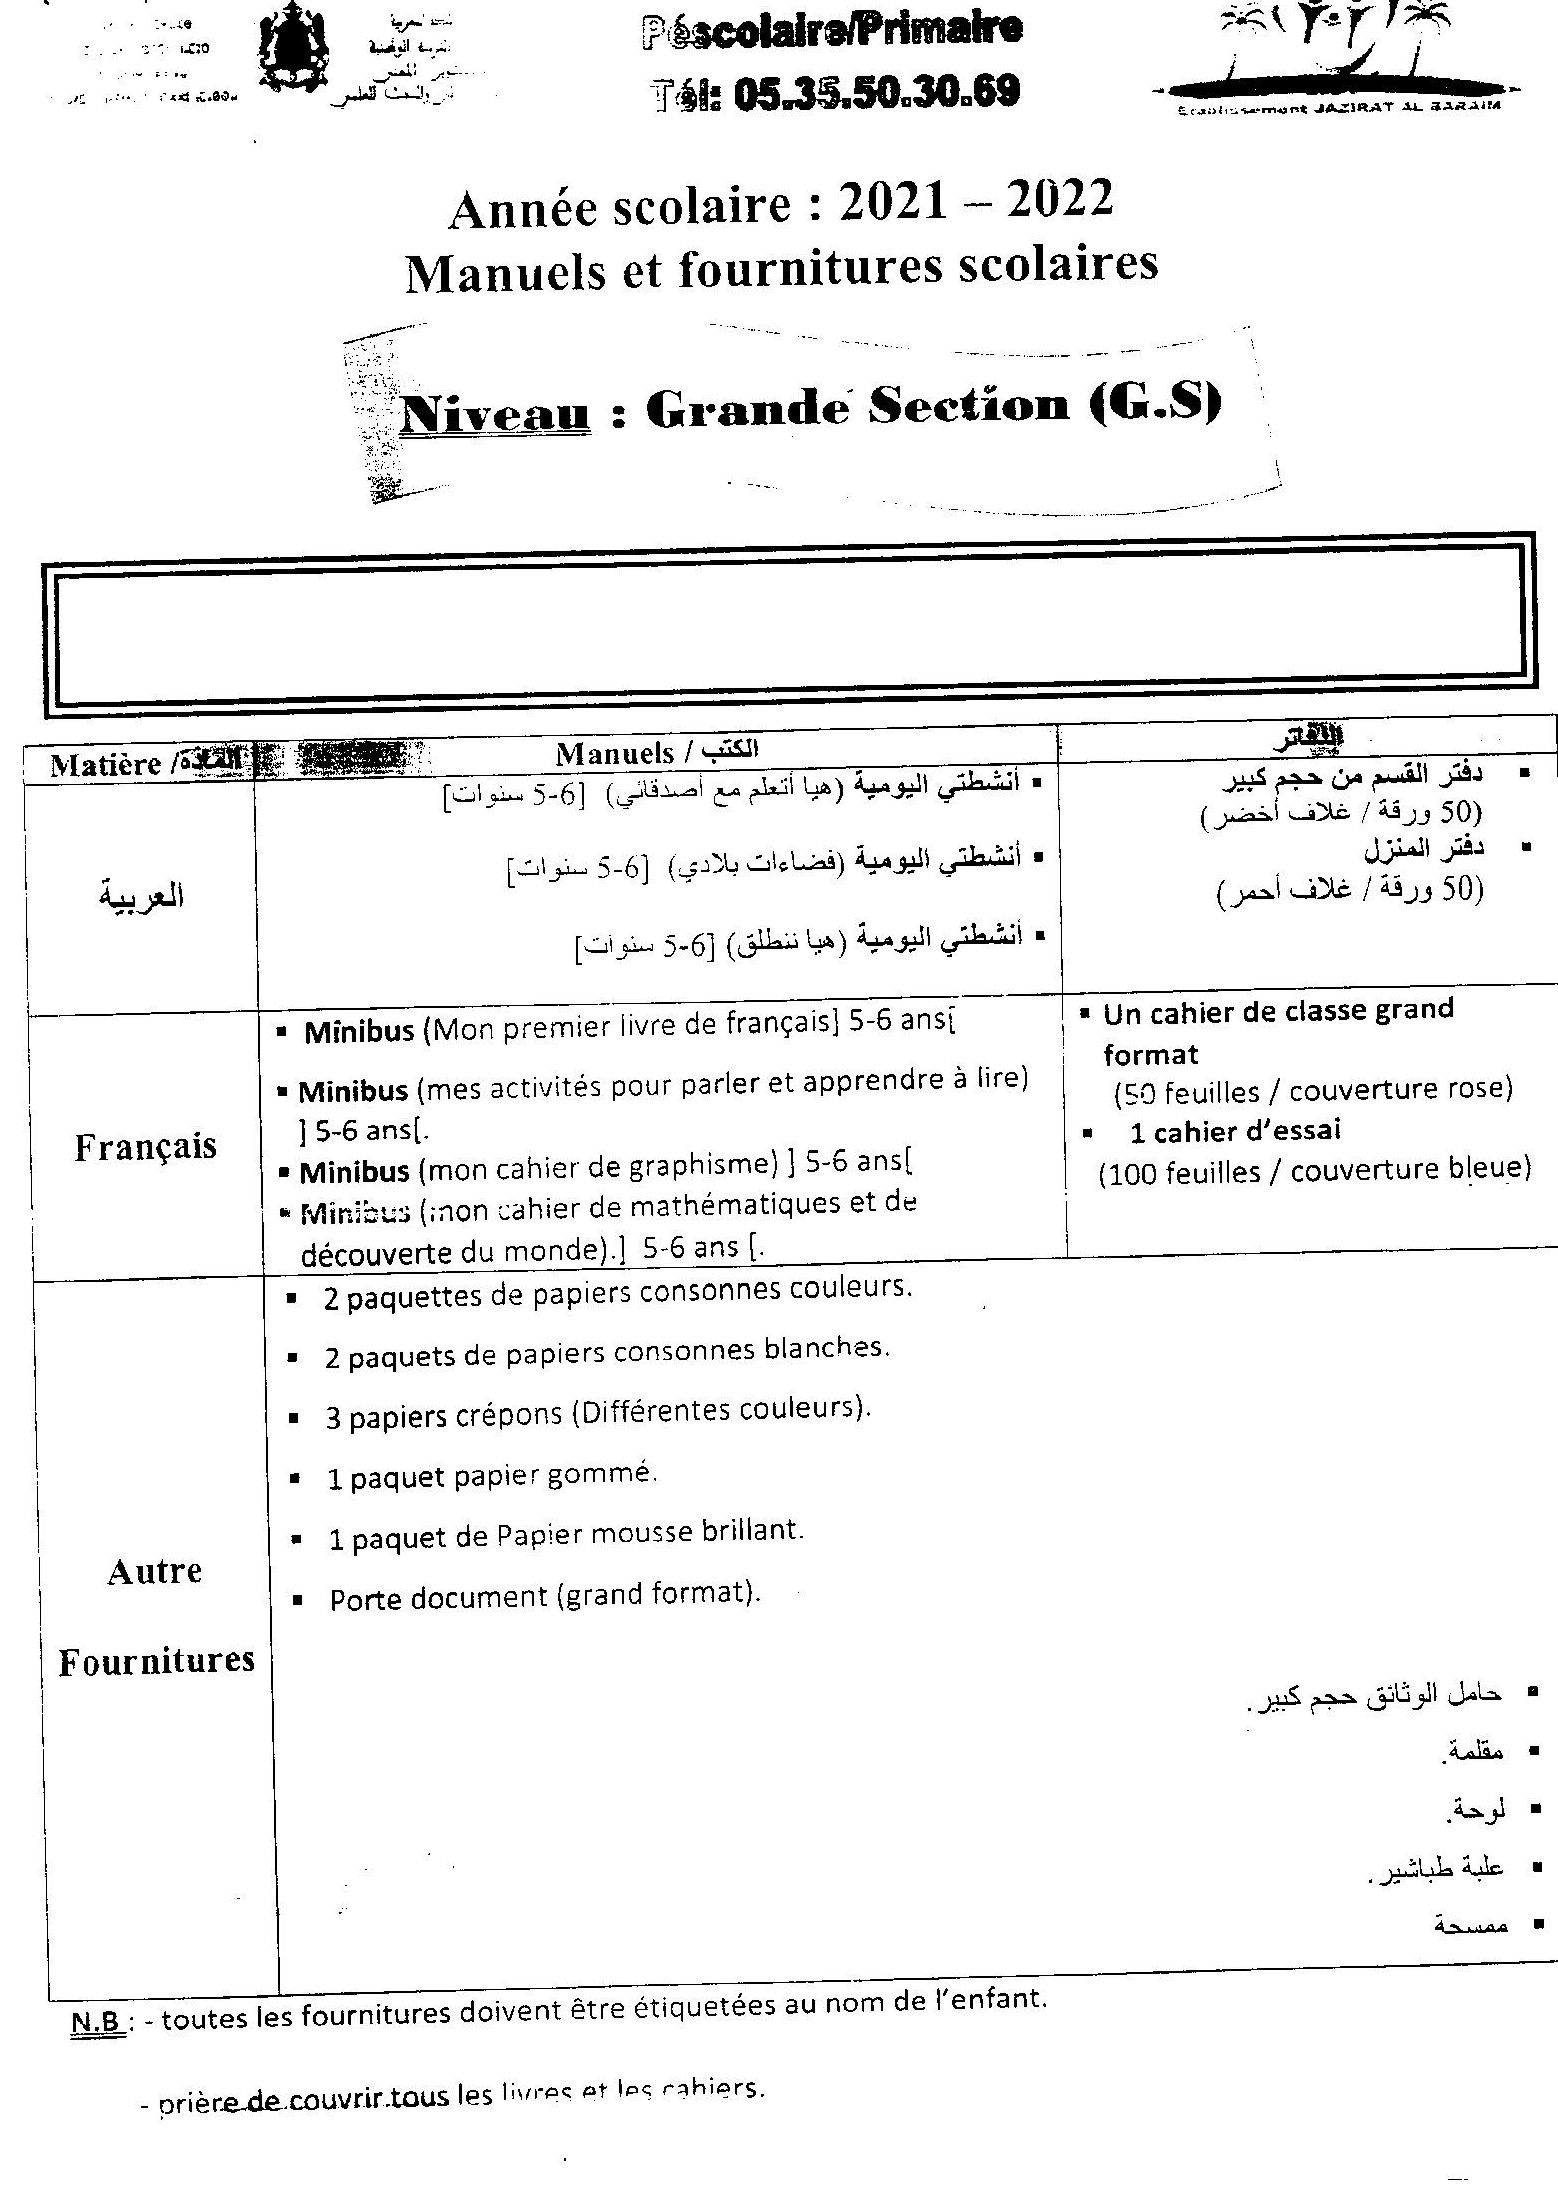 Péscolaire/Primaire
Tél: 05.35.50.30.69
Etablissement JAZIRAT AL BARAIM
Année scolaire : 2021 – 2022
Manuels et fournitures scolaires
Niveau : Grande Section (G.S)
Matière / المادة
Manuels / الكتب
الدفاتر
العربية
▪ أنشطتي اليومية (هيا أتعلم مع أصدقائي) [6-5 سنوات]
▪ أنشطتي اليومية (فضاءات بلادي) [6-5 سنوات]
▪ أنشطتي اليومية (هيا ننطلق) [6-5 سنوات]
▪ دفتر القسم من حجم كبير
(50 ورقة / غلاف أخضر)
▪ دفتر المنزل
(50 ورقة / غلاف أحمر)
Français
▪ Minibus (Mon premier livre de français] 5-6 ans[
▪ Minibus (mes activités pour parler et apprendre à lire)
] 5-6 ans[.
▪ Minibus (mon cahier de graphisme) ] 5-6 ans[
▪ Minibus (mon cahier de mathématiques et de
découverte du monde).] 5-6 ans [.
▪ Un cahier de classe grand
format
(50 feuilles / couverture rose)
▪ 1 cahier d’essai
(100 feuilles / couverture bleue)
Autre
Fournitures
▪ 2 paquettes de papiers consonnes couleurs.
▪ 2 paquets de papiers consonnes blanches.
▪ 3 papiers crépons (Différentes couleurs).
▪ 1 paquet papier gommé.
▪ 1 paquet de Papier mousse brillant.
▪ Porte document (grand format).
▪ حامل الوثائق حجم كبير.
▪ مقلمة.
▪ لوحة.
▪ علبة طباشير.
▪ ممسحة
N.B : - toutes les fournitures doivent être étiquetées au nom de l’enfant.
- prière de couvrir tous les livres et les cahiers.